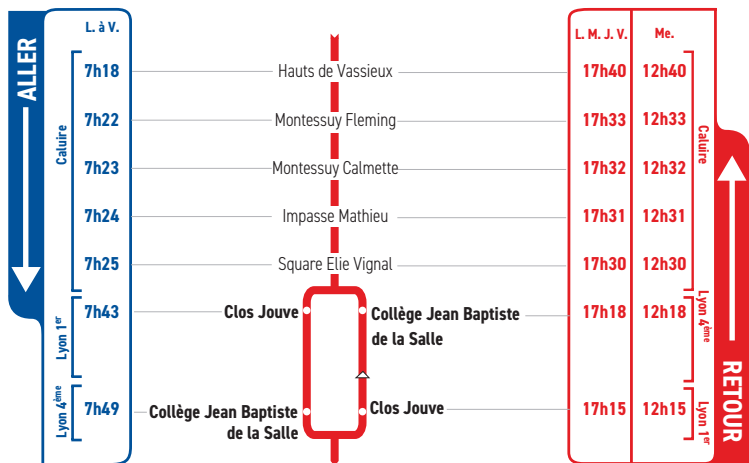 ALLER
L. à V.
L. M. J. V. Me.
7h18 Hauts de Vassieux 17h40 12h40
7h22 Montessuy Fleming 17h33 12h33
Caluire
Caluire
7h23 Montessuy Calmette 17h32 12h32
7h24 Impasse Mathieu 17h31 12h31
7h25 Square Elie Vignal 17h30 12h30
7h43 Clos Jouve Collège Jean Baptiste 17h18 12h18
de la Salle
Lyon 1er
Lyon 4ème
7h49 Collège Jean Baptiste Clos Jouve 17h15 12h15
de la Salle
Lyon 4ème
Lyon 1er
RETOUR